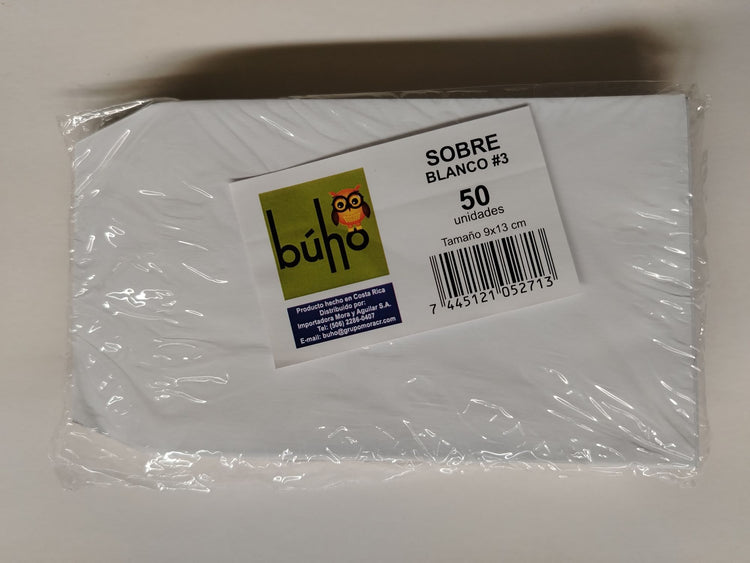 SOBRE
BLANCO #3
50
unidades
Tamaño 9x13 cm
7 445121 052713
búho
Producto hecho en Costa Rica
Distribuido por:
Importadora Mora y Aguilar S.A.
Tel: (506) 2286-0407
E-mail: buho@grupomoracr.com